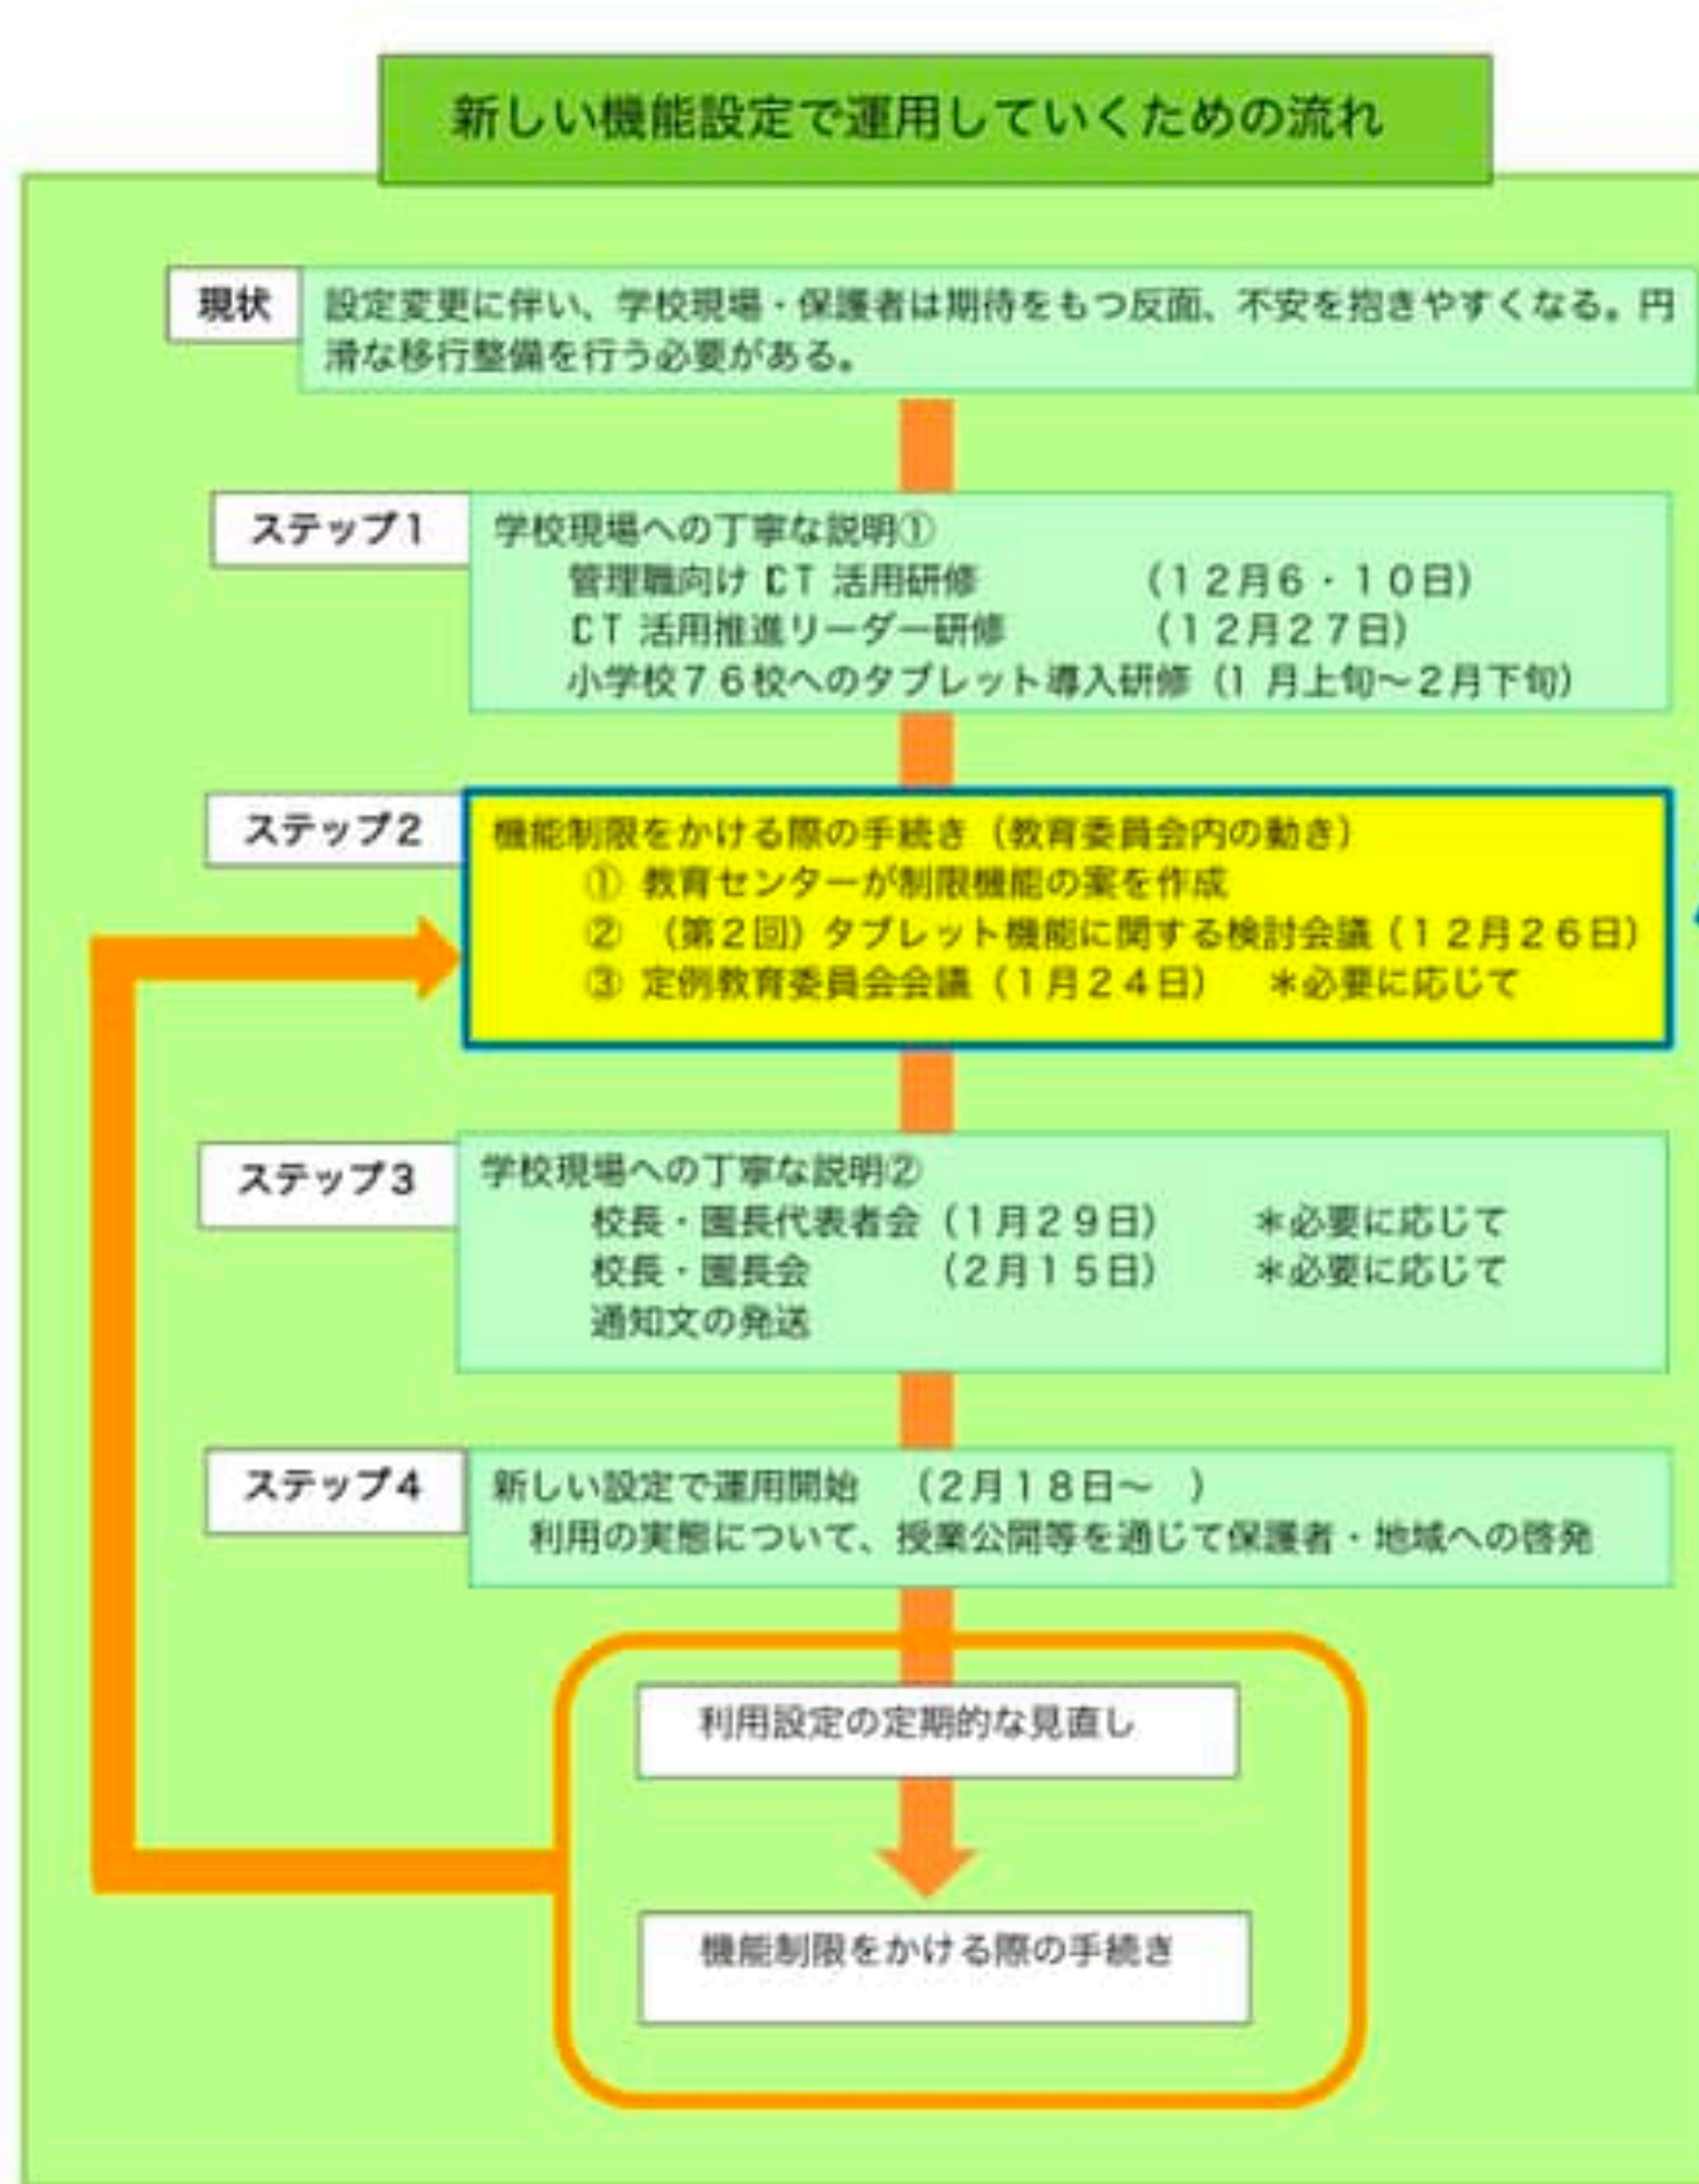 新しい機能設定で運用していくための流れ
現状
設定変更に伴い、学校現場・保護者は期待をもつ反面、不安を抱きやすくなる。円
滑な移行整備を行う必要がある。
ステップ1
学校現場への丁寧な説明①
管理職向け ICT 活用研修 （１２月６・１０日）
ICT 活用推進リーダー研修 （１２月２７日）
小学校７６校へのタブレット導入研修（1 月上旬～２月下旬）
ステップ2
機能制限をかける際の手続き（教育委員会内の動き）
① 教育センターが制限機能の案を作成
② （第２回）タブレット機能に関する検討会議（１２月２６日）
③ 定例教育委員会会議（１月２４日） ＊必要に応じて
ステップ3
学校現場への丁寧な説明②
校長・園長代表者会（１月２９日） ＊必要に応じて
校長・園長会 （２月１５日） ＊必要に応じて
通知文の発送
ステップ4
新しい設定で運用開始 （２月１８日～ ）
利用の実態について、授業公開等を通じて保護者・地域への啓発
利用設定の定期的な見直し
機能制限をかける際の手続き